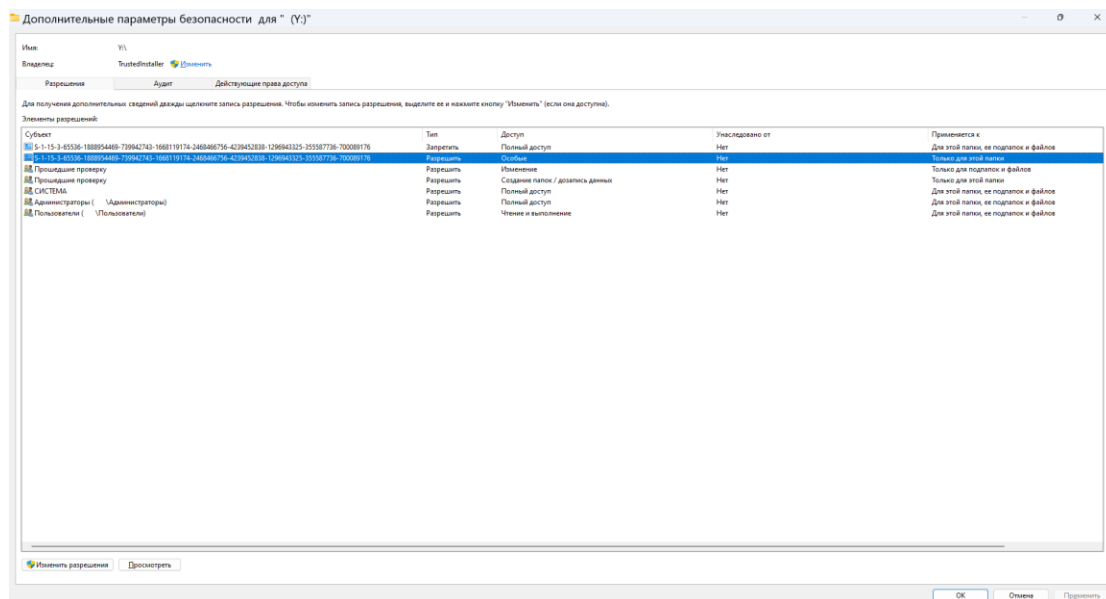 Дополнительные параметры безопасности для " (Y:)"
Имя: Y:\
Владелец: TrustedInstaller Изменить
Разрешения Аудит Действующие права доступа
Для получения дополнительных сведений дважды щелкните запись разрешения. Чтобы изменить запись разрешения, выделите ее и нажмите кнопку "Изменить" (если она доступна).
Элементы разрешений:
Субъект Тип Доступ Унаследовано от Применяется к
S-1-15-3-65536-1888954469-739942743-1668119174-2468466756-4239452838-1296943325-355587736-700089176 Запретить Полный доступ Нет Для этой папки, ее подпапок и файлов
S-1-15-3-65536-1888954469-739942743-1668119174-2468466756-4239452838-1296943325-355587736-700089176 Разрешить Особые Нет Только для этой папки
Прошедшие проверку Разрешить Изменение Нет Только для подпапок и файлов
Прошедшие проверку Разрешить Создание папок / дозапись данных Нет Только для этой папки
СИСТЕМА Разрешить Полный доступ Нет Для этой папки, ее подпапок и файлов
Администраторы ( \Администраторы) Разрешить Полный доступ Нет Для этой папки, ее подпапок и файлов
Пользователи ( \Пользователи) Разрешить Чтение и выполнение Нет Для этой папки, ее подпапок и файлов
Изменить разрешения Просмотреть
ОК Отмена Применить